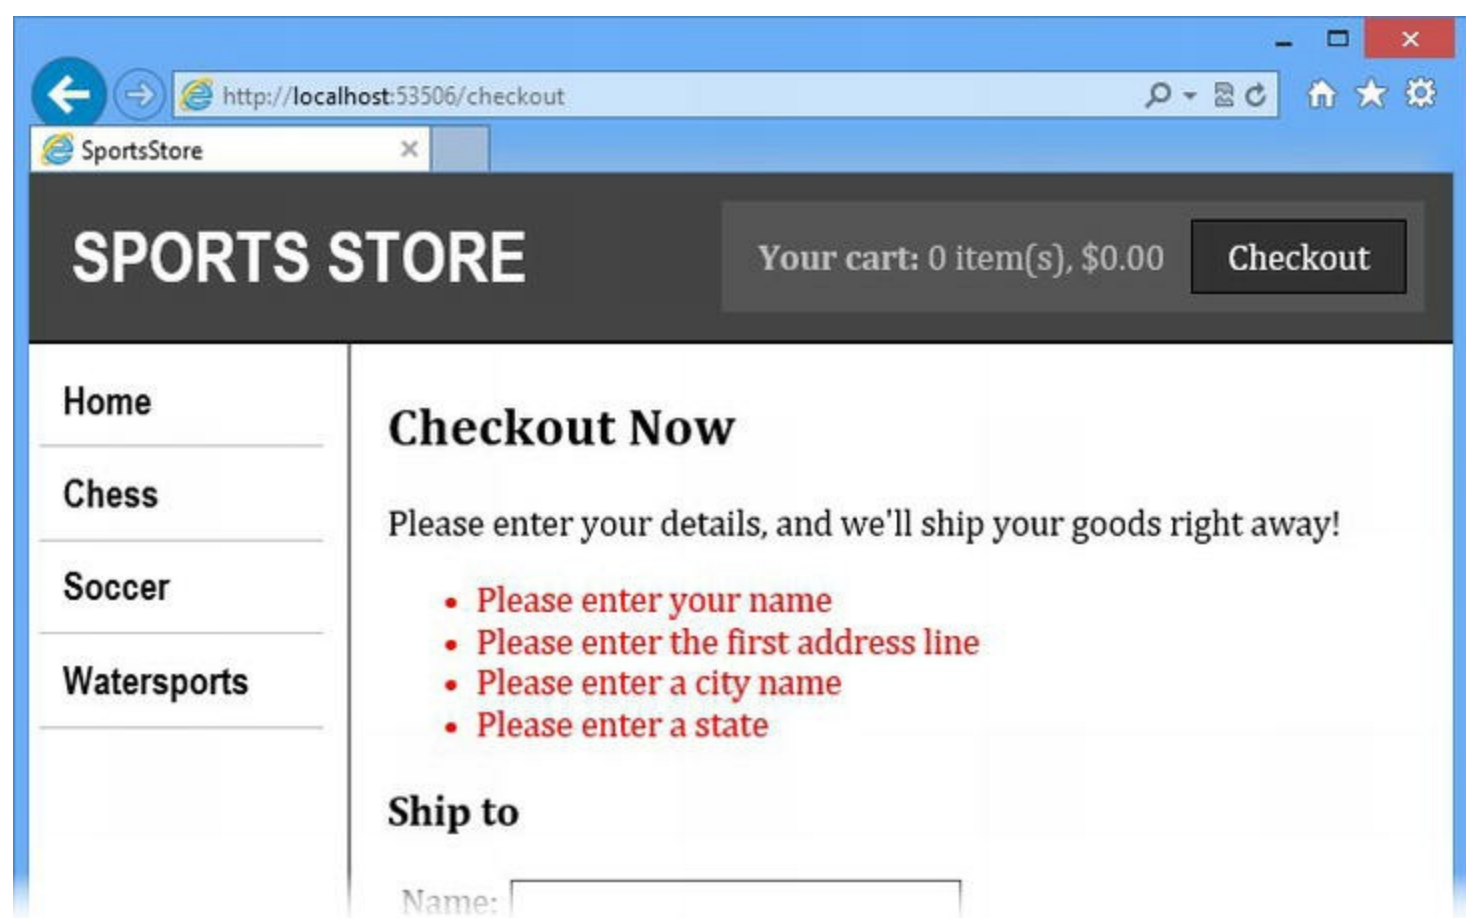 http://localhost:53506/checkout
SportsStore
SPORTS STORE
Your cart: 0 item(s), $0.00
Checkout
Home
Chess
Soccer
Watersports
Checkout Now
Please enter your details, and we'll ship your goods right away!
• Please enter your name
• Please enter the first address line
• Please enter a city name
• Please enter a state
Ship to
Name: